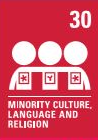 30
MINORITY CULTURE,
LANGUAGE AND
RELIGION